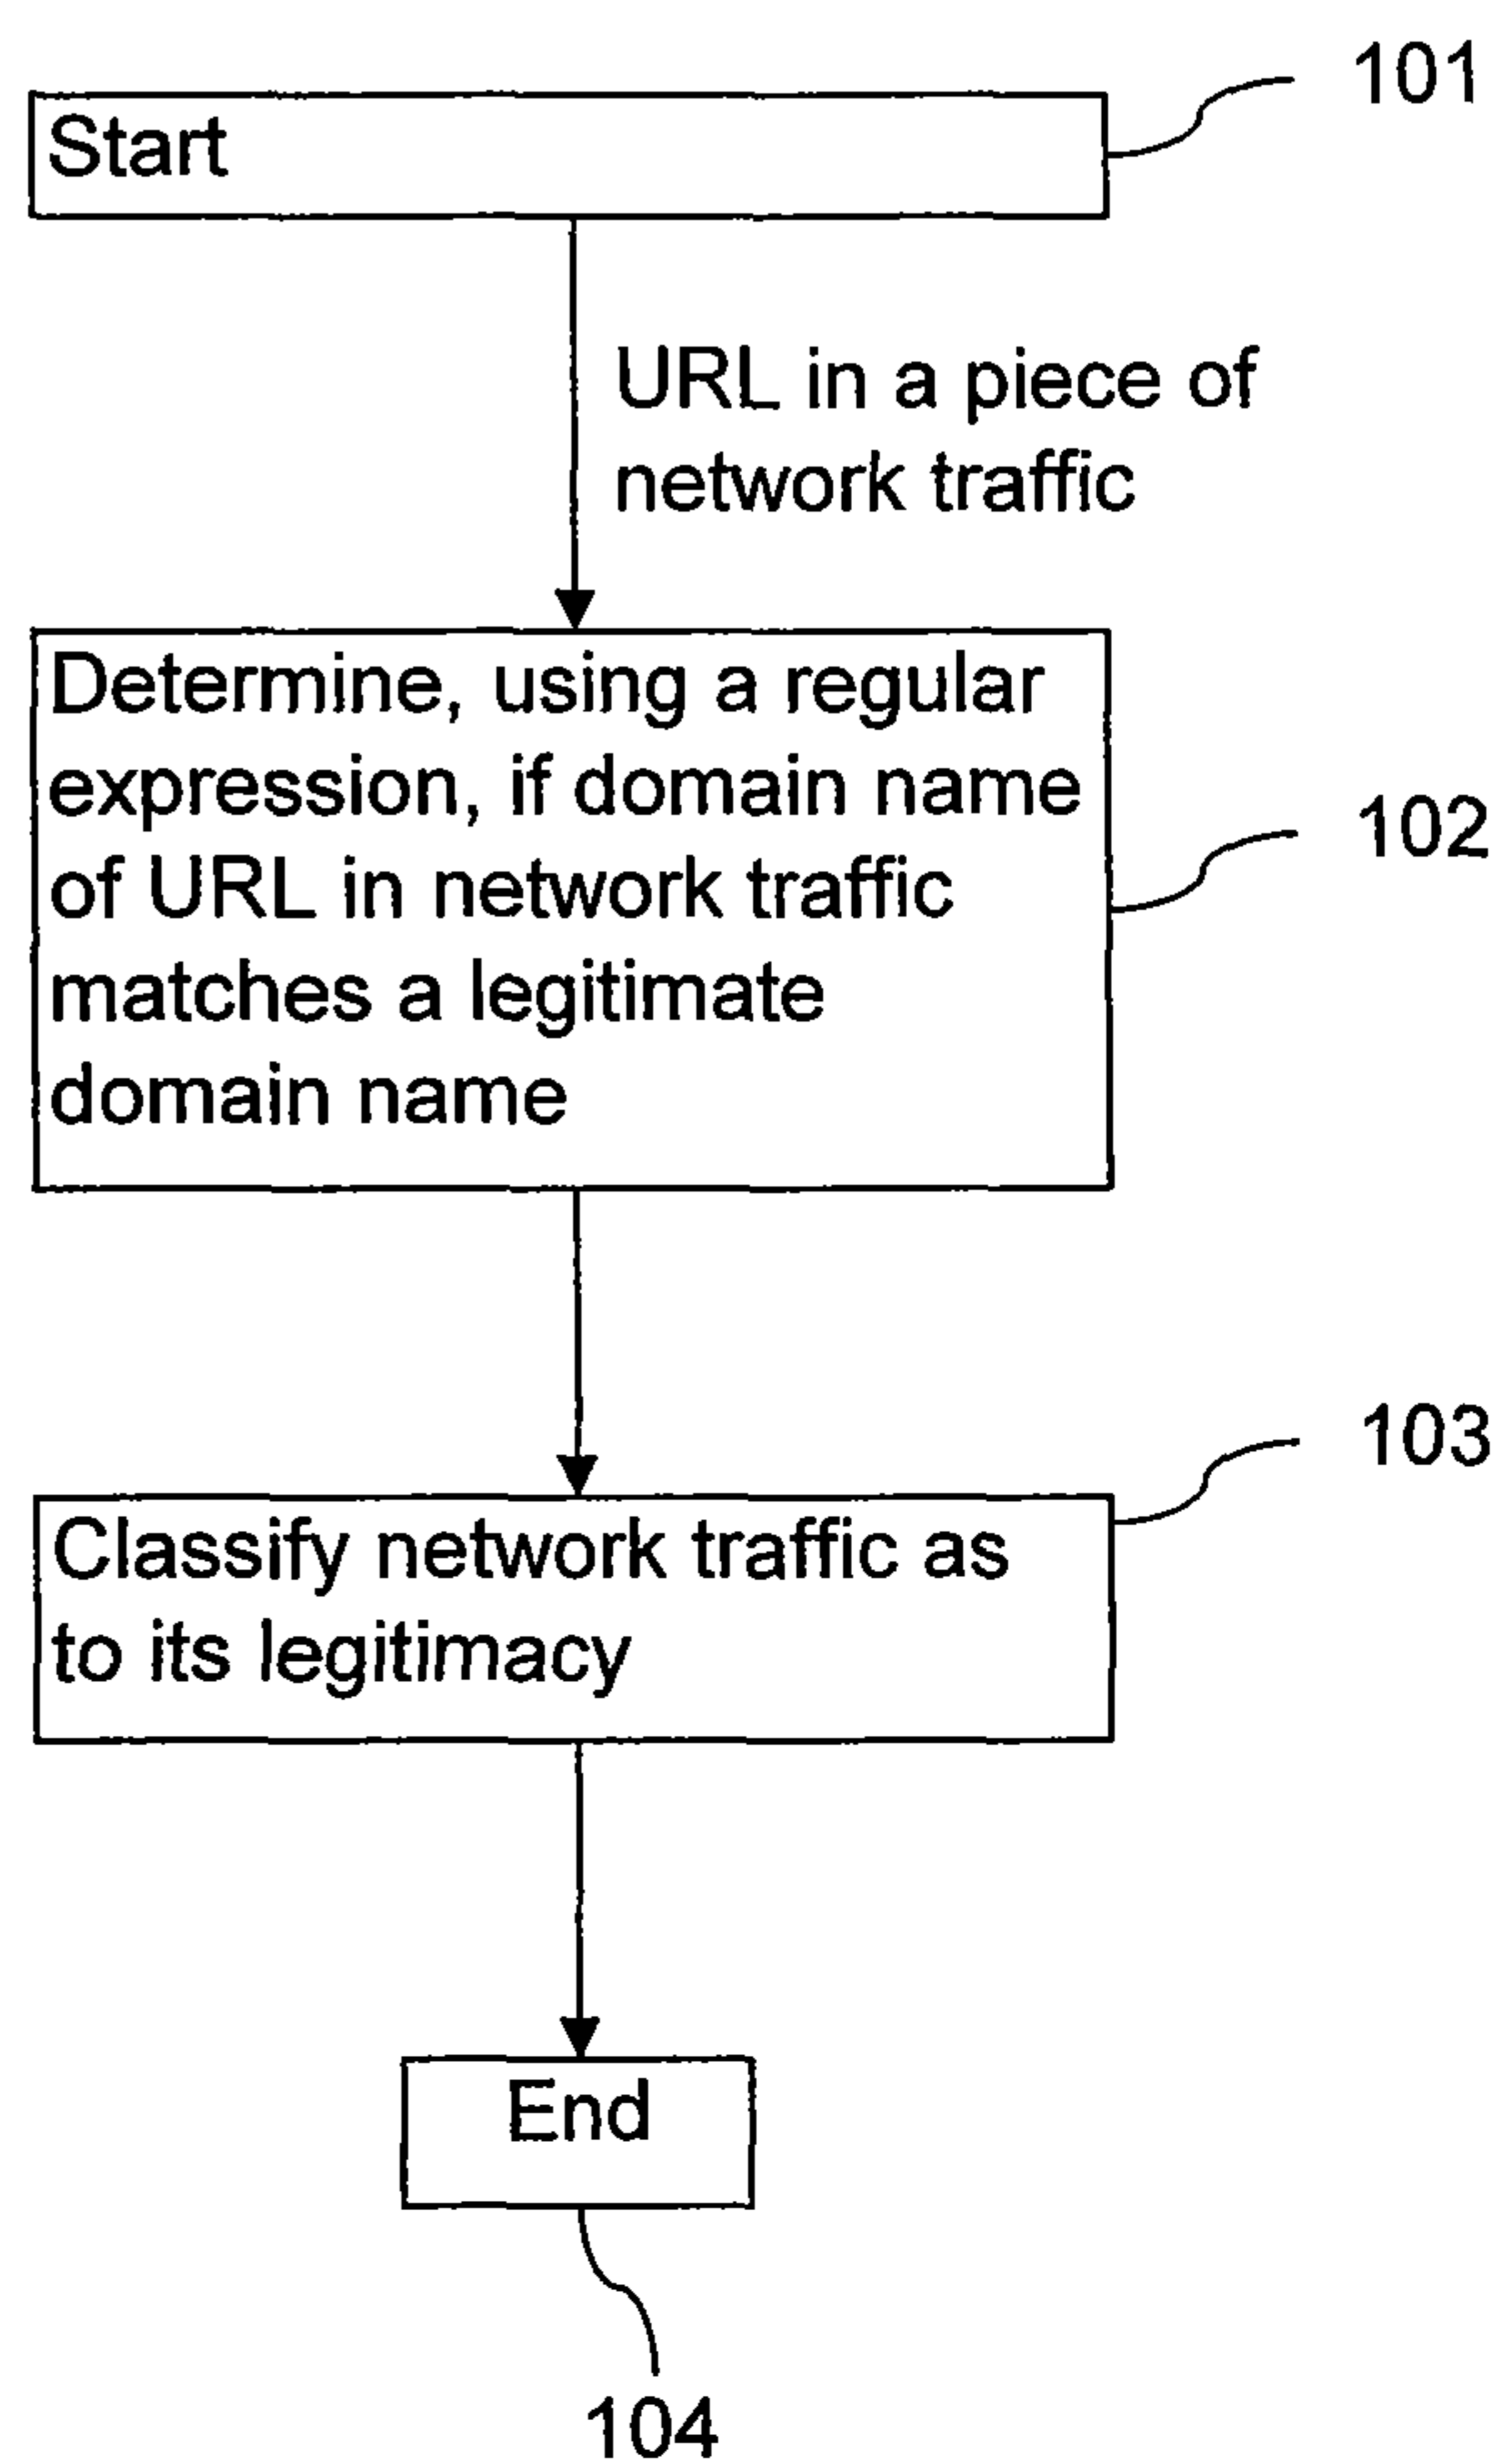 101
Start
URL in a piece of
network traffic
Determine, using a regular
expression, if domain name
of URL in network traffic
matches a legitimate
domain name
102
103
Classify network traffic as
to its legitimacy
End
104